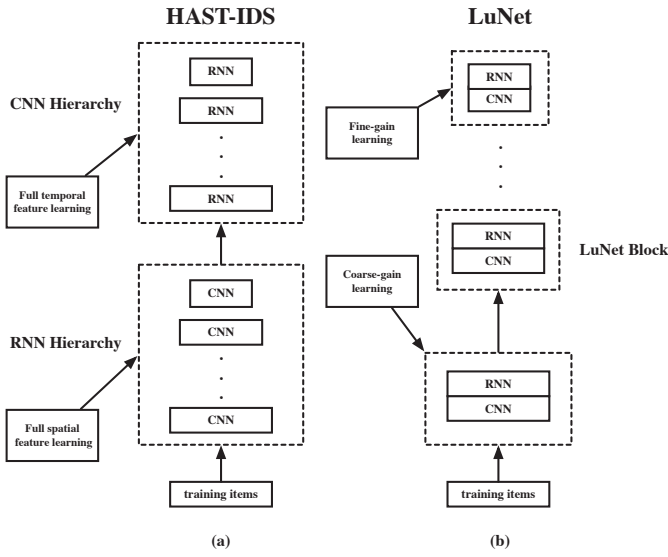 HAST-IDS
CNN Hierarchy
RNN
RNN
RNN
Full temporal
feature learning
RNN Hierarchy
CNN
CNN
CNN
Full spatial
feature learning
training items
(a)
LuNet
RNN
CNN
Fine-gain
learning
RNN
CNN
LuNet Block
Coarse-gain
learning
RNN
CNN
training items
(b)